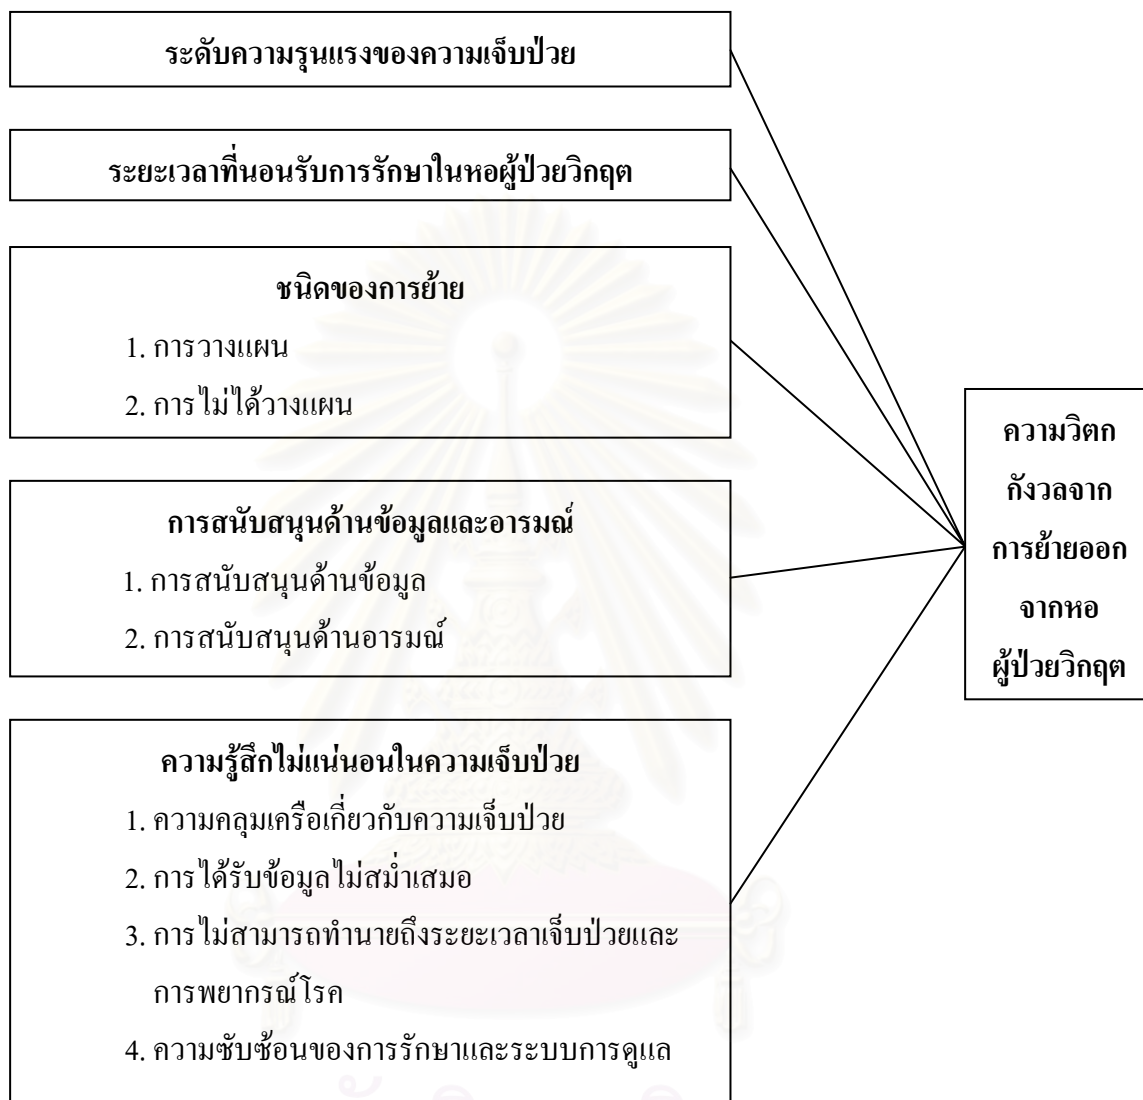 ระดับความรุนแรงของความเจ็บป่วย
ระยะเวลาที่นอนรับการรักษาในหอผู้ป่วยวิกฤต
ชนิดของการย้าย
1. การวางแผน
2. การไม่ได้วางแผน
การสนับสนุนด้านข้อมูลและอารมณ์
1. การสนับสนุนด้านข้อมูล
2. การสนับสนุนด้านอารมณ์
ความรู้สึกไม่แน่นอนในความเจ็บป่วย
1. ความคลุมเครือเกี่ยวกับความเจ็บป่วย
2. การได้รับข้อมูลไม่สม่ำเสมอ
3. การไม่สามารถทำนายถึงระยะเวลาเจ็บป่วยและ
การพยากรณ์โรค
4. ความซับซ้อนของการรักษาและระบบการดูแล
ความวิตก
กังวลจาก
การย้ายออก
จากหอ
ผู้ป่วยวิกฤต